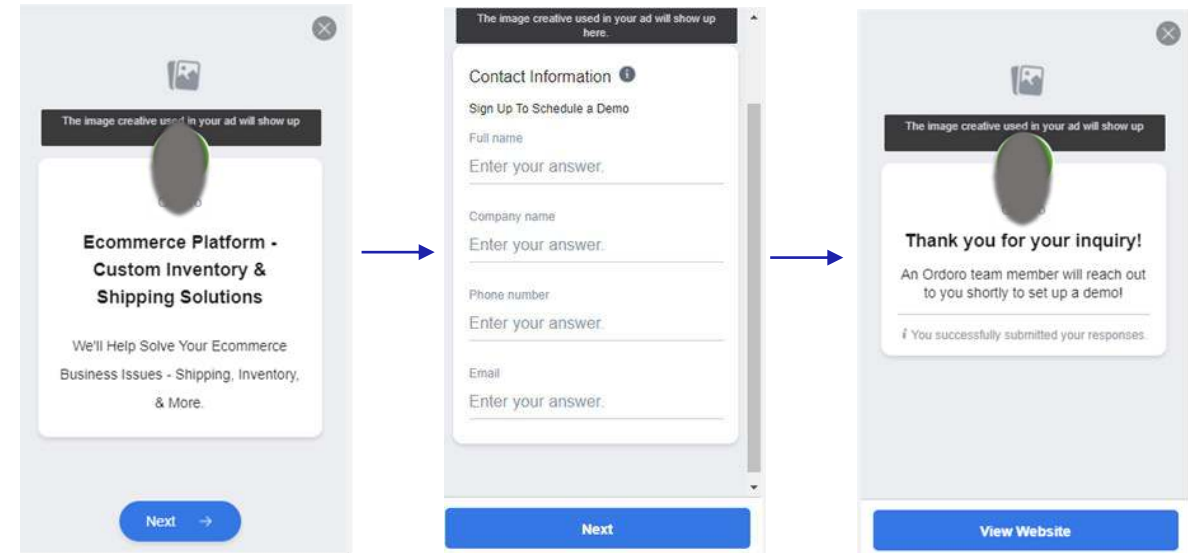 The image creative used in your ad will show up
Ecommerce Platform -
Custom Inventory &
Shipping Solutions
We'll Help Solve Your Ecommerce
Business Issues - Shipping, Inventory,
& More.
Next
The image creative used in your ad will show up
here.
Contact Information
Sign Up To Schedule a Demo
Full name
Enter your answer.
Company name
Enter your answer.
Phone number
Enter your answer.
Email
Enter your answer.
Next
The image creative used in your ad will show up
Thank you for your inquiry!
An Ordoro team member will reach out
to you shortly to set up a demo!
i You successfully submitted your responses.
View Website